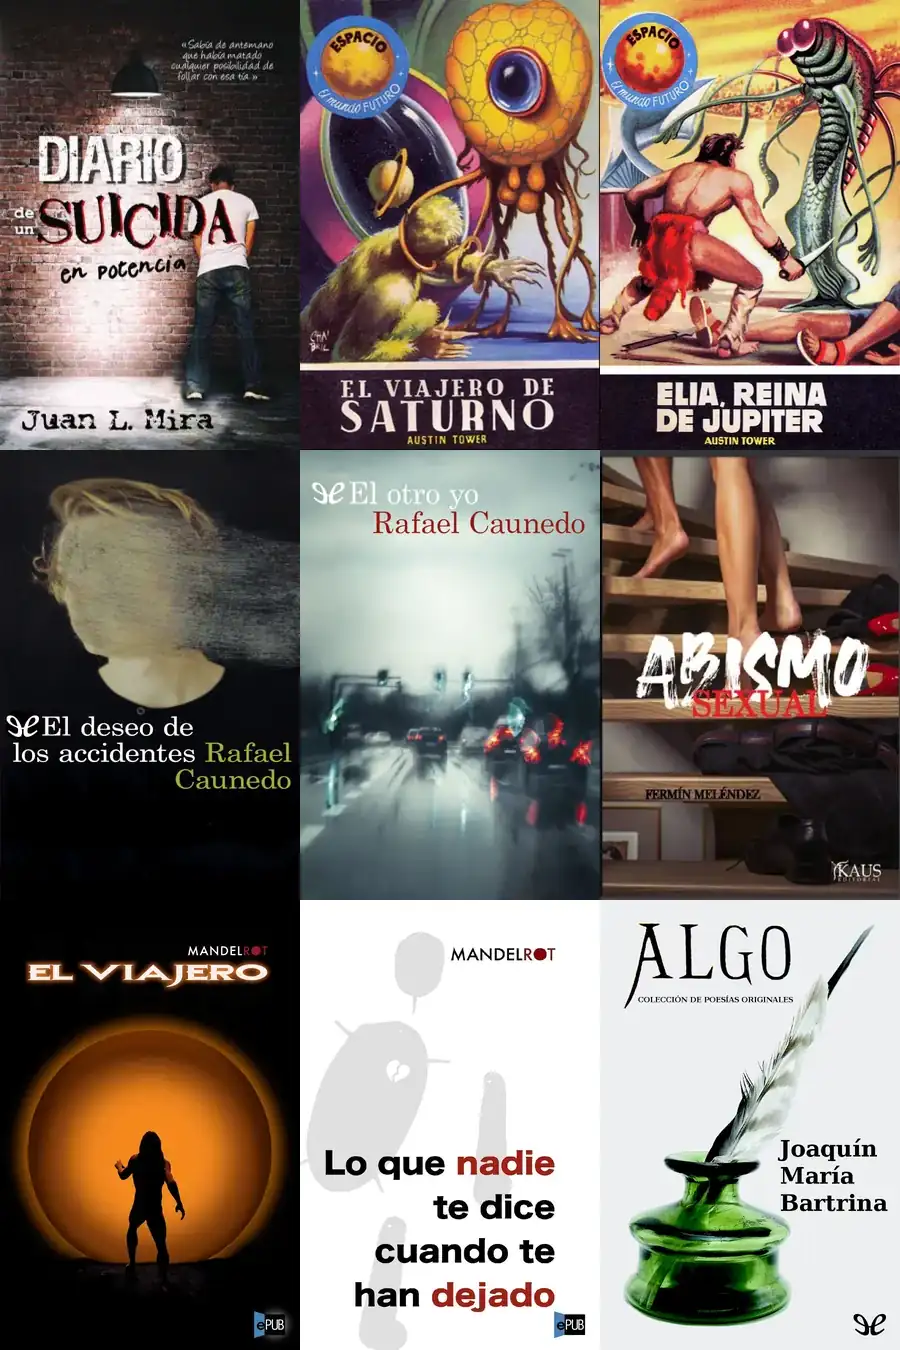 «Sabía de antemano
que había matado
cualquier posibilidad de
follar con esa tía.»
DIARIO
de un
SUICIDA
en potencia
Juan L. Mira
ESPACIO
El mundo FUTURO
CHA
BRIL
EL VIAJERO DE
SATURNO
AUSTIN TOWER
ESPACIO
El mundo FUTURO
ELIA, REINA
DE JUPITER
AUSTIN TOWER
El deseo de
los accidentes Rafael
Caunedo
El otro yo
Rafael Caunedo
ABISMO
SEXUAL
FERMÍN MELÉNDEZ
KAUS
EDITORIAL
MANDELROT
EL VIAJERO
ePUB
MANDELROT
Lo que nadie
te dice
cuando te
han dejado
ePUB
ALGO
COLECCIÓN DE POESÍAS ORIGINALES
Joaquín
María
Bartrina